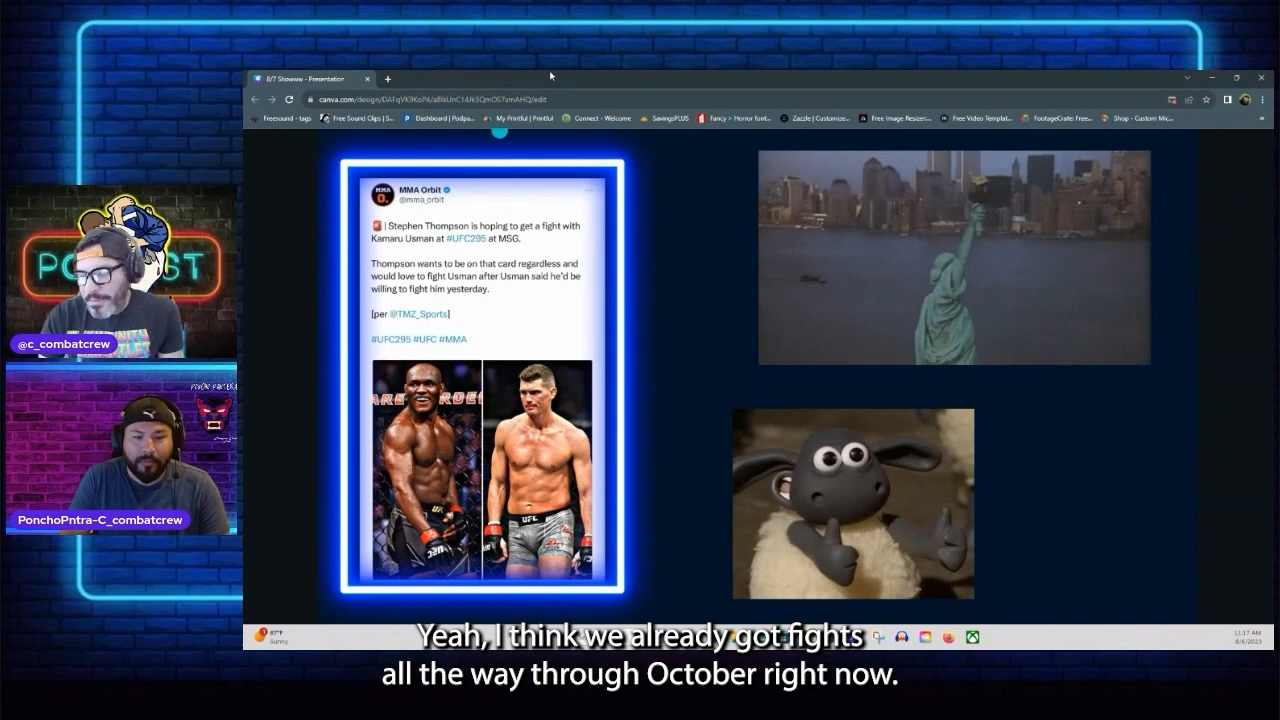 8/7 Showww - Presentation
canva.com/design/DAFqVK9KoP4/a8IkUnC14Jk3QmOS7xmAHQ/edit
Freesound - tags
Free Sound Clips | S...
Dashboard | Podpa...
My Printful | Printful
Connect - Welcome
SavingsPLUS
Fancy > Horror font...
Zazzle | Customize...
Free Image Resizer:...
Free Video Templat...
FootageCrate: Free...
Shop - Custom Mic...
MMA Orbit
@mma_orbit
| Stephen Thompson is hoping to get a fight with
Kamaru Usman at #UFC295 at MSG.
Thompson wants to be on that card regardless and
would love to fight Usman after Usman said he'd be
willing to fight him yesterday.
[per @TMZ_Sports]
#UFC295 #UFC #MMA
UFC
@c_combatcrew
PonchoPntra-C_combatcrew
87°F
Sunny
11:17 AM
8/6/2023
Yeah, I think we already got fights
all the way through October right now.